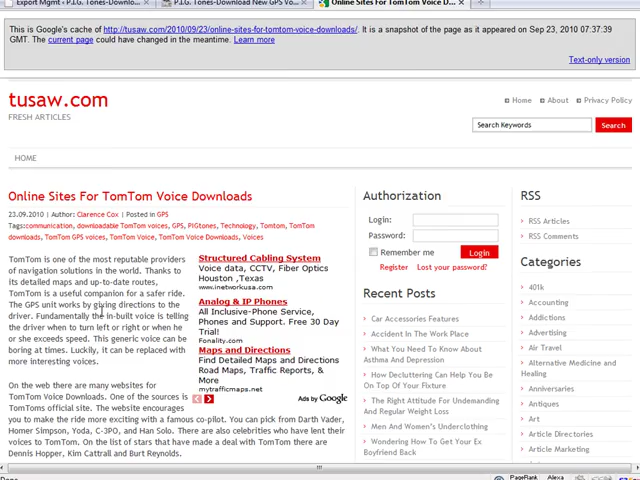 Export Mgmt - P.I.G. Tones-Download...
P.I.G. Tones-Download New GPS Vo...
Online Sites For TomTom Voice D...
This is Google's cache of http://tusaw.com/2010/09/23/online-sites-for-tomtom-voice-downloads/. It is a snapshot of the page as it appeared on Sep 23, 2010 07:37:39
GMT. The current page could have changed in the meantime. Learn more
Text-only version
tusaw.com
FRESH ARTICLES
Home
About
Privacy Policy
Search Keywords
Search
HOME
Online Sites For TomTom Voice Downloads
23.09.2010 | Author: Clarence Cox | Posted in GPS
Tags:communication, downloadable TomTom voices, GPS, PIGtones, Technology, Tomtom, TomTom
downloads, TomTom GPS voices, TomTom Voice, TomTom Voice Downloads, Voices
TomTom is one of the most reputable providers
of navigation solutions in the world. Thanks to
its detailed maps and up-to-date routes,
TomTom is a useful companion for a safer ride.
The GPS unit works by giving directions to the
driver. Fundamentally the in-built voice is telling
the driver when to turn left or right or when he
or she exceeds speed. This generic voice can be
boring at times. Luckily, it can be replaced with
more interesting voices.
Structured Cabling System
Voice data, CCTV, Fiber Optics
Houston ,Texas
www.inetworkusa.com
Analog & IP Phones
All Inclusive-Phone Service,
Phones and Support. Free 30 Day
Trial!
Fonality.com
Maps and Directions
Find Detailed Maps and Directions
Road Maps, Traffic Reports, &
More
mytrafficmaps.net
Ads by Google
On the web there are many websites for
TomTom Voice Downloads. One of the sources is
TomToms official site. The website encourages
you to make the ride more exciting with a famous co-pilot. You can pick from Darth Vader,
Homer Simpson, Yoda, C-3PO, and Han Solo. There are also celebrities who have lent their
voices to TomTom. On the list of stars that have made a deal with TomTom there are
Dennis Hopper, Kim Cattrall and Burt Reynolds.
Authorization
Login:
Password:
Remember me
Login
Register
Lost your password?
Recent Posts
Car Accessories Features
Accident In The Work Place
What You Need To Know About
Asthma And Depression
How Decluttering Can Help You Be
On Top Of Your Fixture
The Right Attitude For Undemanding
And Regular Weight Loss
Men And Women's Underclothing
Wondering How To Get Your Ex
Boyfriend Back
RSS
RSS Articles
RSS Comments
Categories
401k
Accounting
Addictions
Advertising
Air Travel
Alternative Medicine and
Healing
Anniversaries
Antiques
Art
Article Directories
Article Marketing
PageRank
Alexa